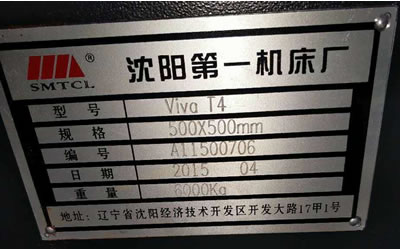 SMTCL ® 沈阳第一机床厂
型号 Viva T4
规格 500X500mm
编号 A11500706
日期 2015 04
重量 6000Kg
地址: 辽宁省沈阳经济技术开发区开发大路17甲1号